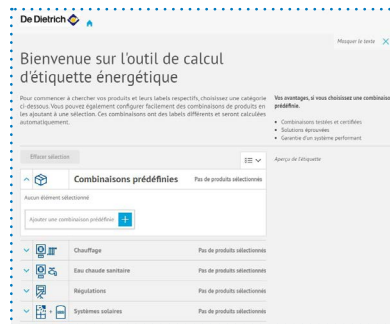 De Dietrich
Masquer le texte
Bienvenue sur l'outil de calcul
d'étiquette énergétique
Pour commencer à chercher vos produits et leurs labels respectifs, choisissez une catégorie
ci-dessous. Vous pouvez également configurer facilement des combinaisons de produits en
les ajoutant à une sélection. Ces combinaisons ont des labels différents et seront calculées
automatiquement.
Vos avantages, si vous choisissez une combinaiso
prédéfinie.
Combinaisons testées et certifiées
Solutions éprouvées
Garantie d'un système performant
Effacer sélection
Aperçu de l'étiquette
Combinaisons prédéfinies
Pas de produits sélectionnés
Aucun élément sélectionné
Ajouter une combinaison prédéfinie +
Chauffage
Pas de produits sélectionnés
Eau chaude sanitaire
Pas de produits sélectionnés
Régulations
Pas de produits sélectionnés
Systèmes solaires
Pas de produits sélectionnés